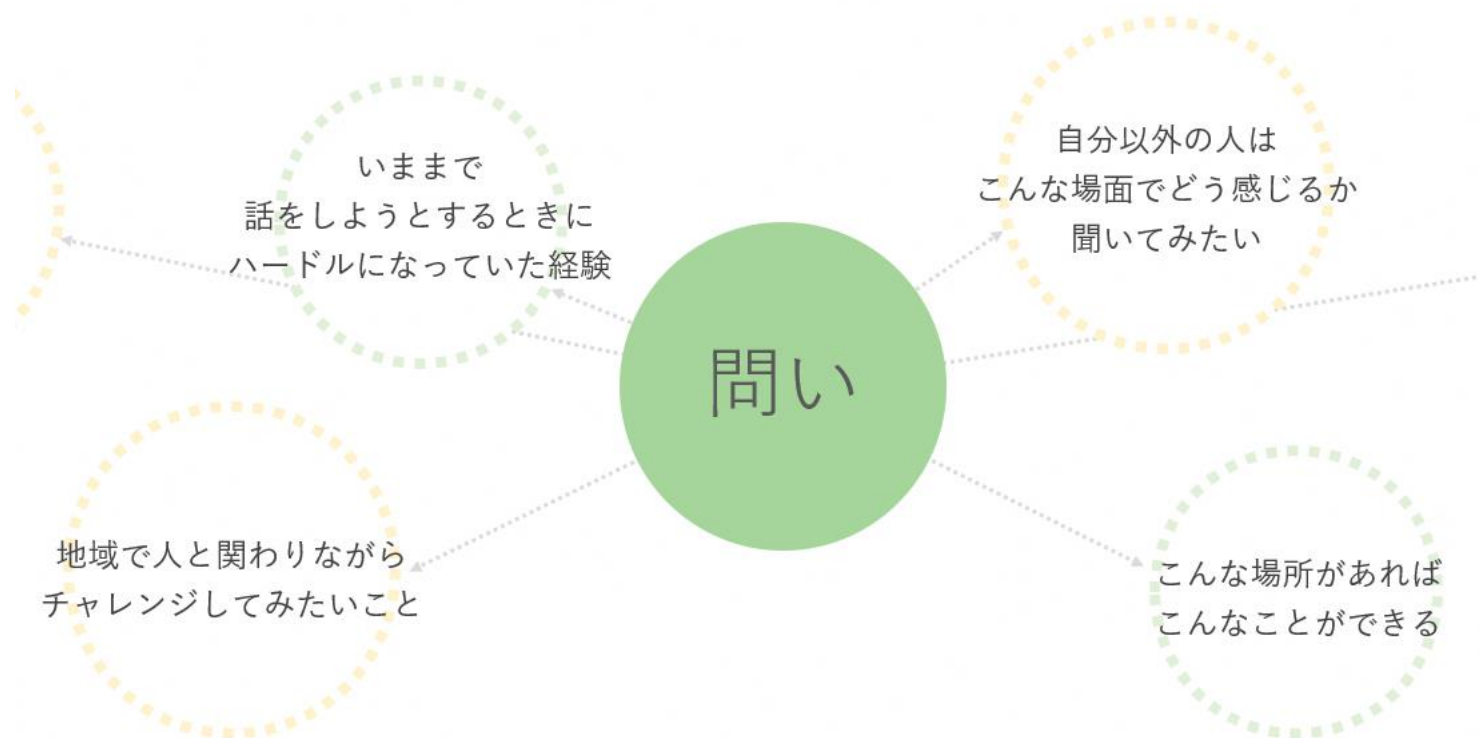 いままで
話をしようとするときに
ハードルになっていた経験
自分以外の人は
こんな場面でどう感じるか
聞いてみたい
問い
地域で人と関わりながら
チャレンジしてみたいこと
こんな場所があれば
こんなことができる